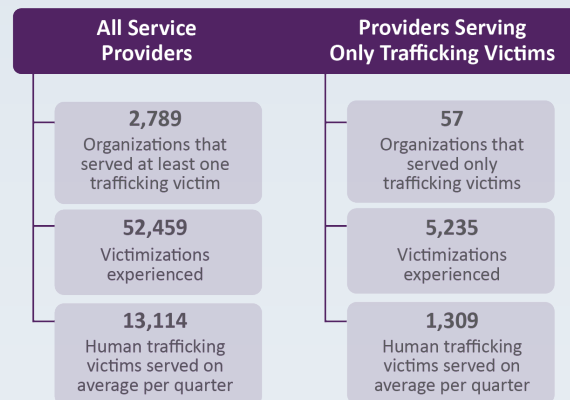 All Service
Providers
2,789
Organizations that
served at least one
trafficking victim
52,459
Victimizations
experienced
13,114
Human trafficking
victims served on
average per quarter
Providers Serving
Only Trafficking Victims
57
Organizations that
served only
trafficking victims
5,235
Victimizations
experienced
1,309
Human trafficking
victims served on
average per quarter